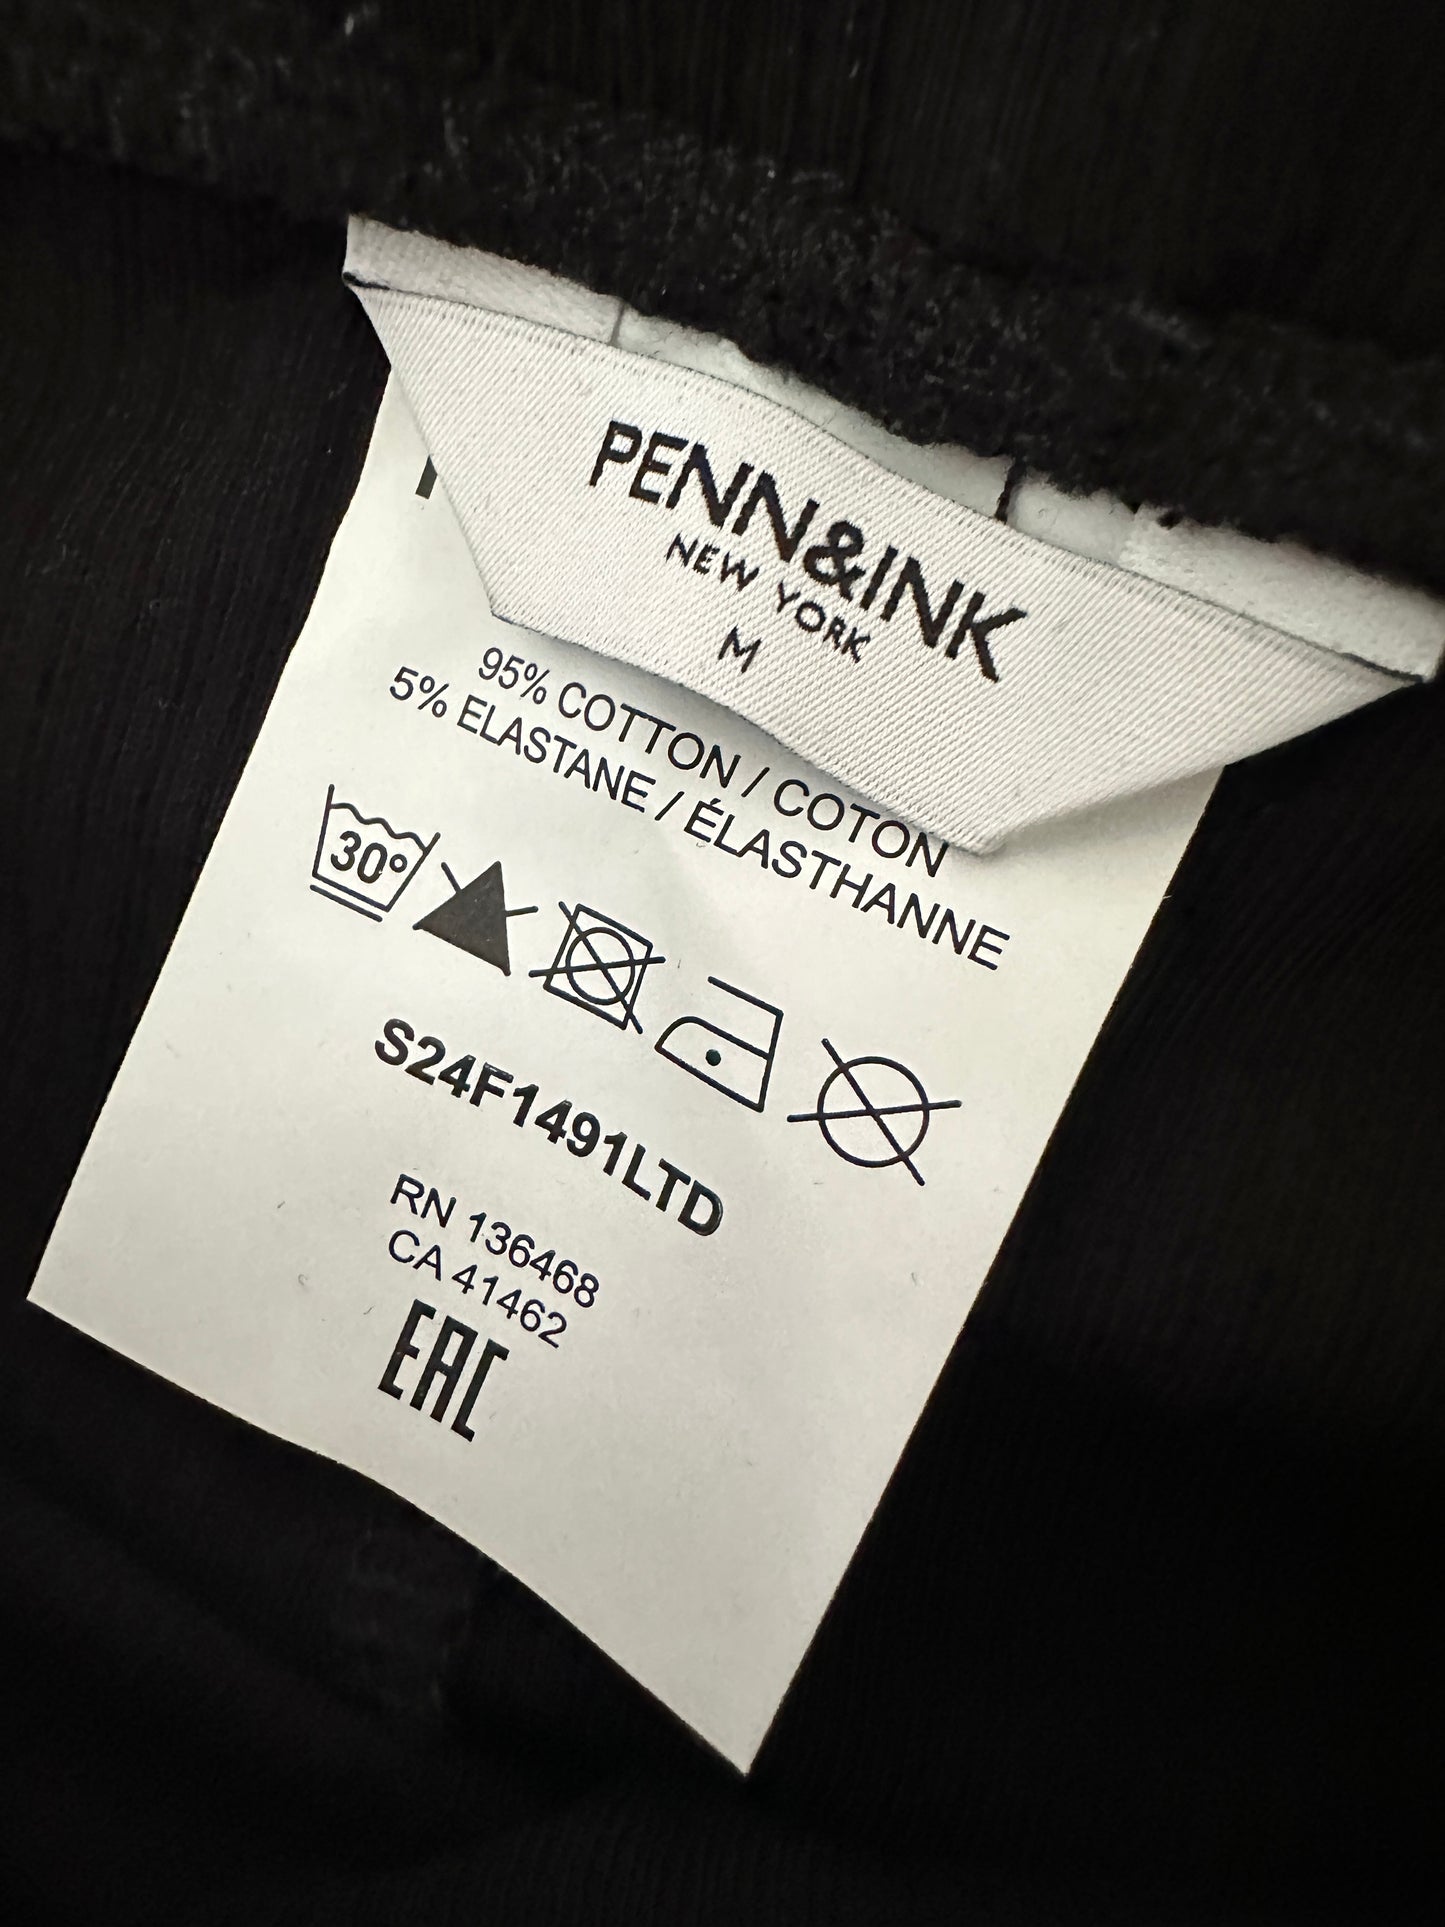 PENN&INK
NEW YORK
M
95% COTTON / COTON
5% ELASTANE / ÉLASTHANNE
30°
S24F1491LTD
RN 136468
CA 41462
EAC